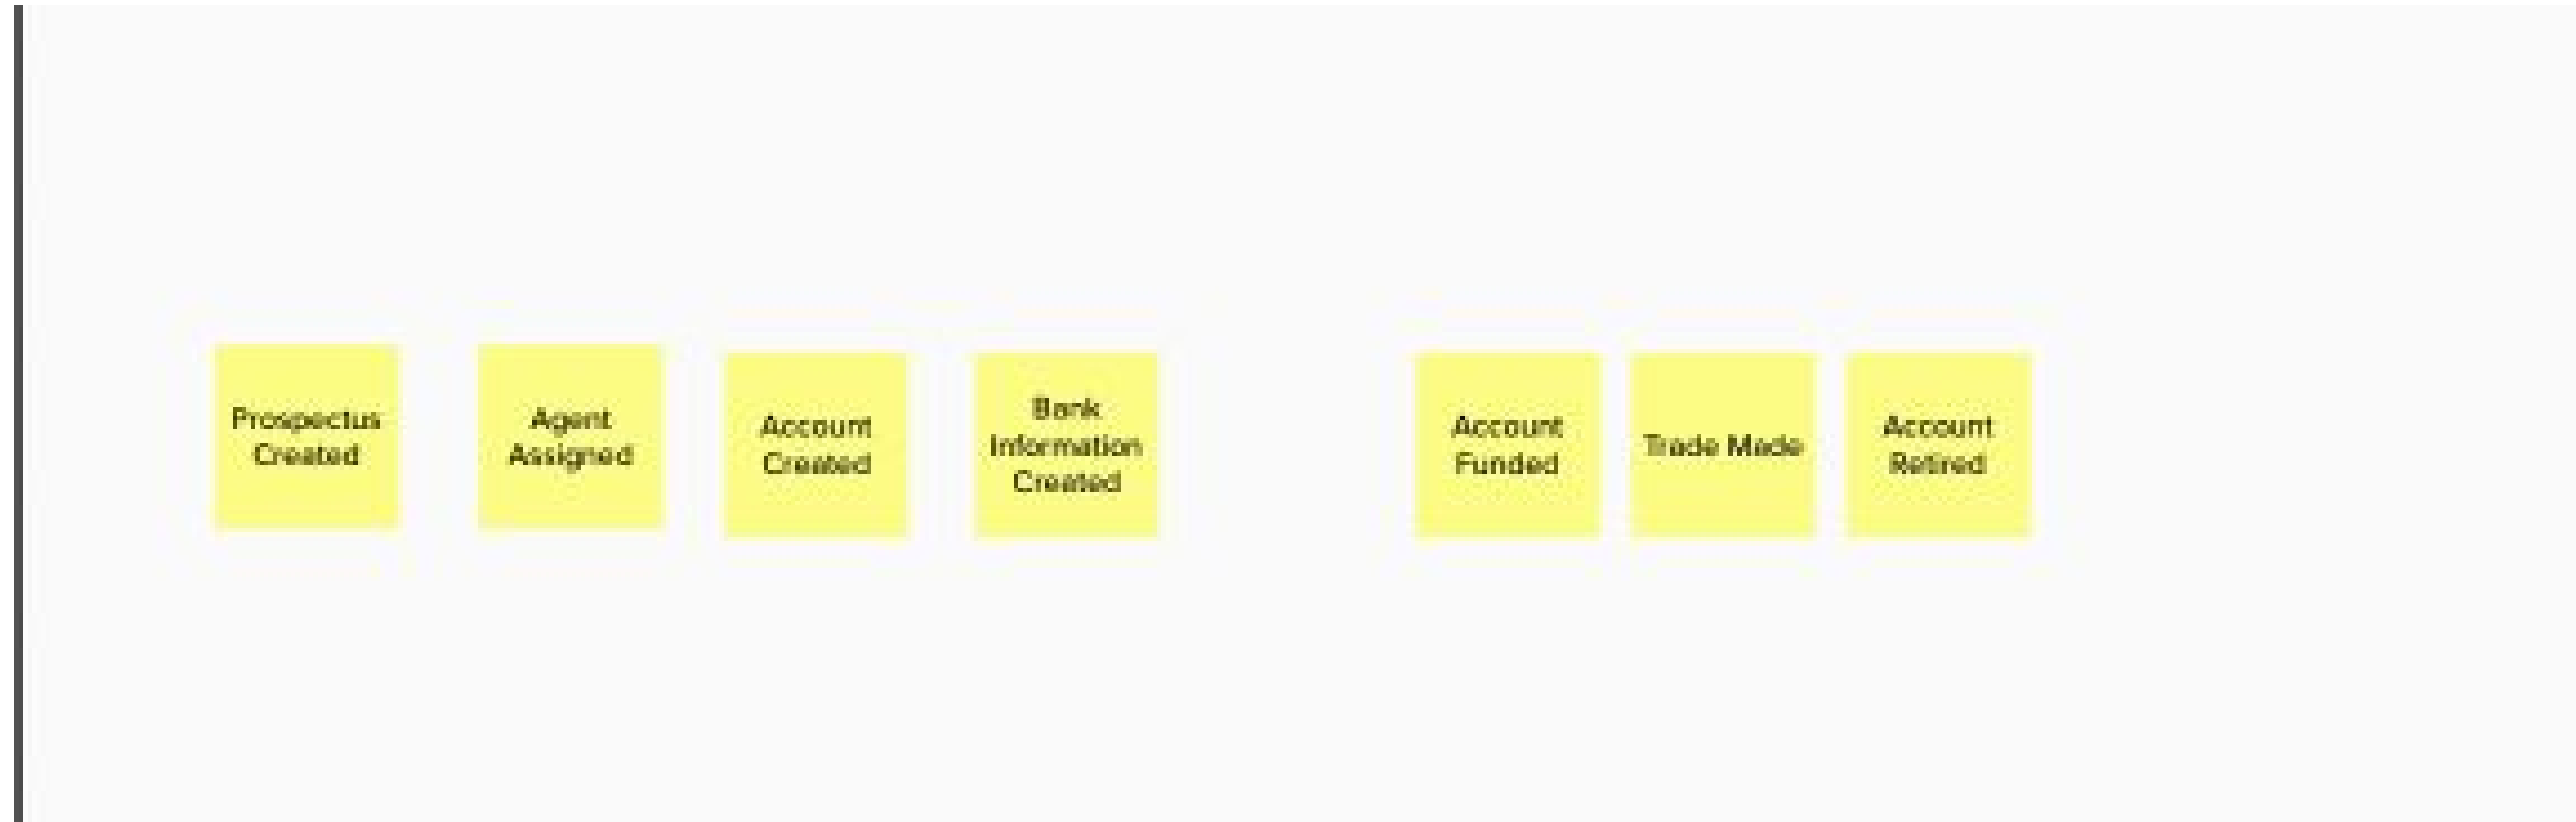 Prospectus
Created
Agent
Assigned
Account
Created
Bank
Information
Created
Account
Funded
Trade Made
Account
Retired